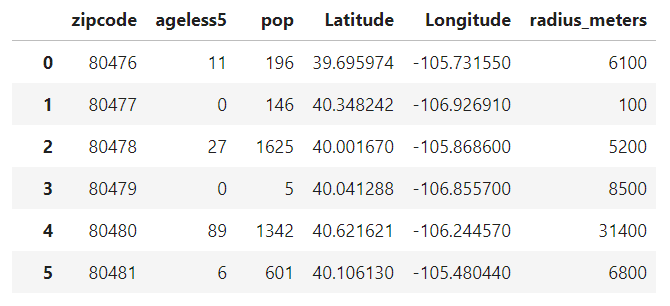 zipcode ageless5 pop Latitude Longitude radius_meters
0 80476 11 196 39.695974 -105.731550 6100
1 80477 0 146 40.348242 -106.926910 100
2 80478 27 1625 40.001670 -105.868600 5200
3 80479 0 5 40.041288 -106.855700 8500
4 80480 89 1342 40.621621 -106.244570 31400
5 80481 6 601 40.106130 -105.480440 6800